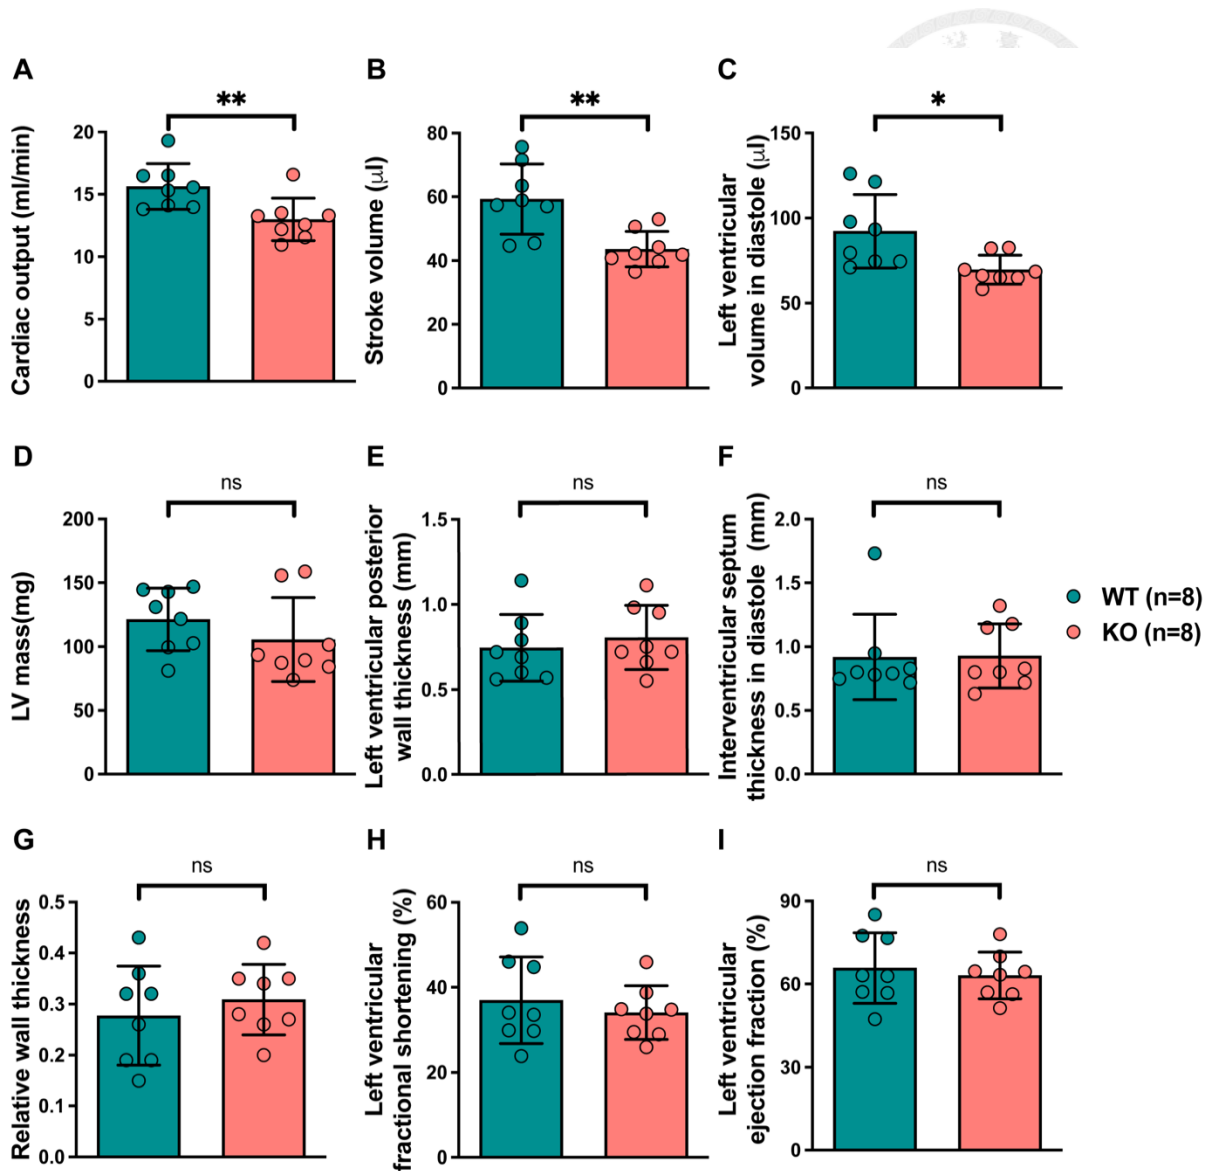 A
Cardiac output (ml/min)
20
15
10
5
0
**
B
Stroke volume (µl)
80
60
40
20
0
**
C
Left ventricular
volume in diastole (µl)
150
100
50
0
*
D
LV mass(mg)
200
150
100
50
0
ns
E
Left ventricular posterior
wall thickness (mm)
1.5
1.0
0.5
0.0
ns
F
Interventricular septum
thickness in diastole (mm)
2.0
1.5
1.0
0.5
0.0
ns
WT (n=8)
KO (n=8)
G
Relative wall thickness
0.5
0.4
0.3
0.2
0.1
0.0
ns
H
Left ventricular
fractional shortening (%)
60
40
20
0
ns
I
Left ventricular
ejection fraction (%)
90
60
30
0
ns